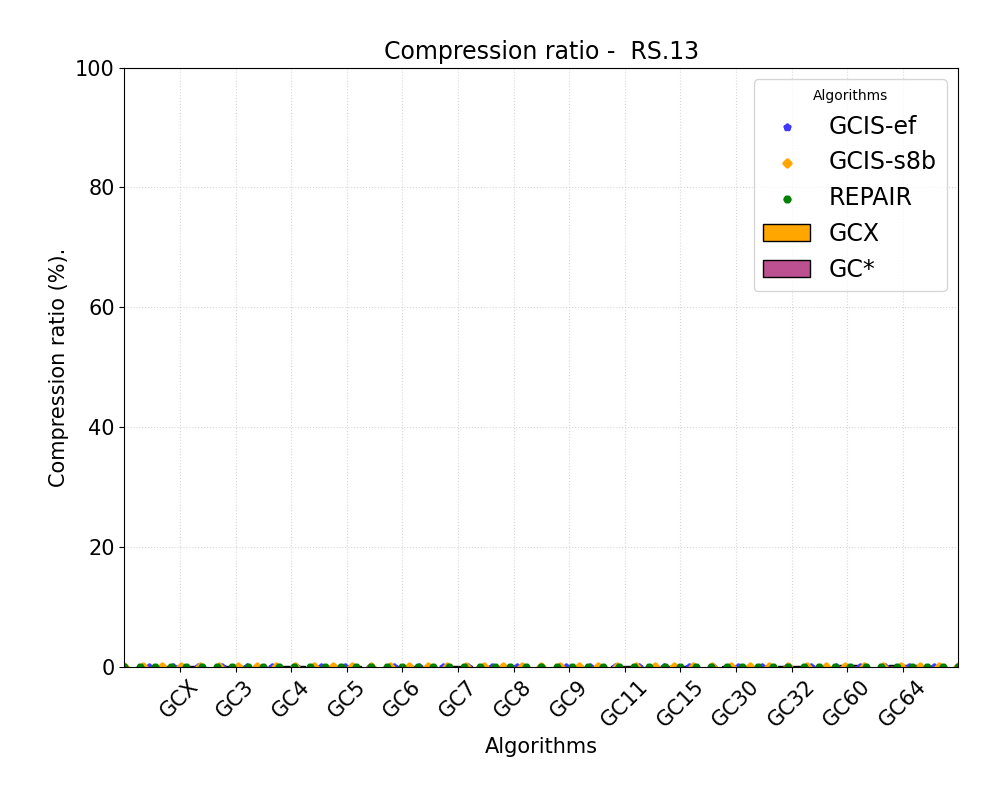 Compression ratio -  RS.13
Compression ratio (%).
100
80
60
40
20
0
Algorithms
GCIS-ef
GCIS-s8b
REPAIR
GCX
GC*
GCX
GC3
GC4
GC5
GC6
GC7
GC8
GC9
GC11
GC15
GC30
GC32
GC60
GC64
Algorithms